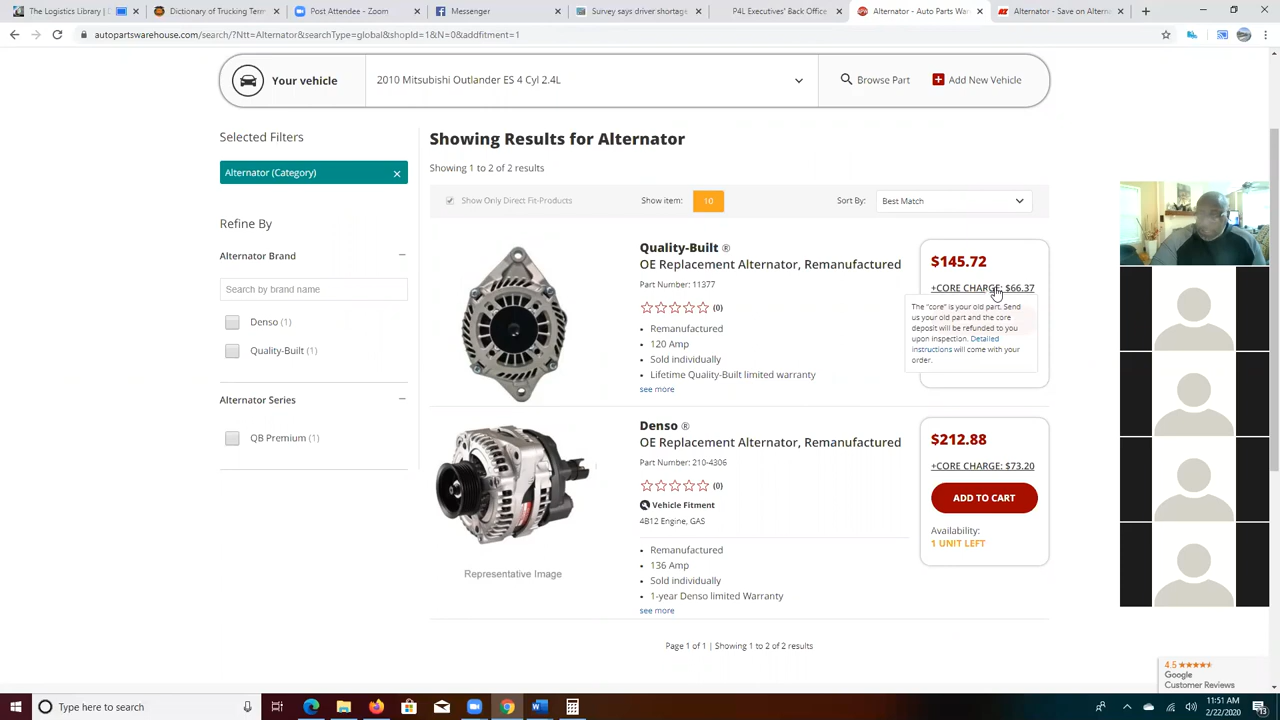 The Logistics Library | D
Dictionary of Trucking Term
Post Attendee - Zoom
Messenger
Survey says driver shortage
P4L Executives' Back Office
Alternator - Auto Parts War
Alternator - Save on Alterna
autopartswarehouse.com/search/?Ntt=Alternator&searchType=global&shopId=1&N=0&addfitment=1
Your vehicle
2010 Mitsubishi Outlander ES 4 Cyl 2.4L
Browse Part
Add New Vehicle
Selected Filters
Alternator (Category)
Refine By
Alternator Brand
Search by brand name
Denso (1)
Quality-Built (1)
Alternator Series
QB Premium (1)
Showing Results for Alternator
Showing 1 to 2 of 2 results
Show Only Direct Fit-Products
Show item:
10
Sort By:
Best Match
Quality-Built ®
OE Replacement Alternator, Remanufactured
Part Number: 11377
(0)
• Remanufactured
• 120 Amp
• Sold individually
• Lifetime Quality-Built limited warranty
see more
$145.72
+CORE CHARGE: $66.37
The "core" is your old part. Send
us your old part and the core
deposit will be refunded to you
upon inspection. Detailed
instructions will come with your
order.
Representative Image
Denso ®
OE Replacement Alternator, Remanufactured
Part Number: 210-4306
(0)
Vehicle Fitment
4B12 Engine, GAS
• Remanufactured
• 136 Amp
• Sold individually
• 1-year Denso limited Warranty
see more
$212.88
+CORE CHARGE: $73.20
ADD TO CART
Availability:
1 UNIT LEFT
Page 1 of 1 | Showing 1 to 2 of 2 results
4.5
Google
Customer Reviews
Type here to search
11:51 AM
2/22/2020
13